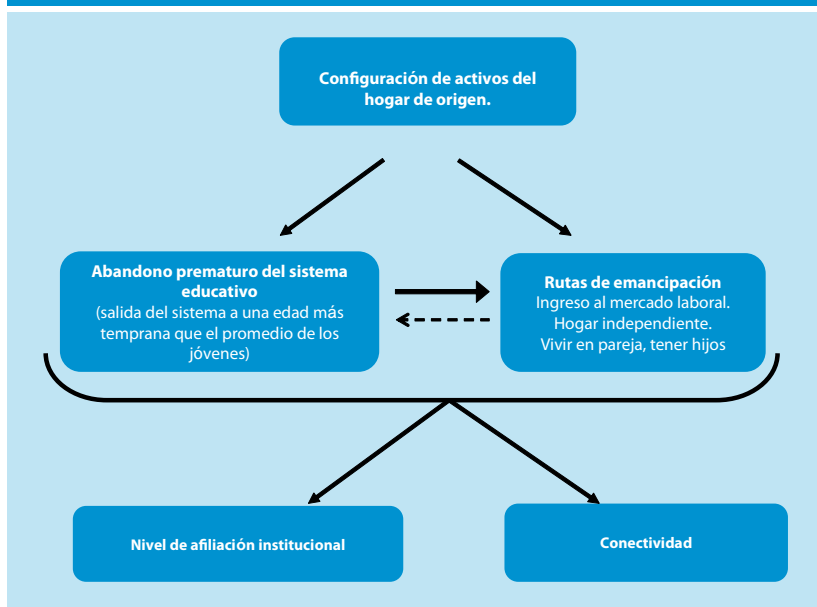 Configuración de activos del
hogar de origen.
Abandono prematuro del sistema
educativo
(salida del sistema a una edad más
temprana que el promedio de los
jóvenes)
Rutas de emancipación
Ingreso al mercado laboral.
Hogar independiente.
Vivir en pareja, tener hijos
Nivel de afiliación institucional
Conectividad